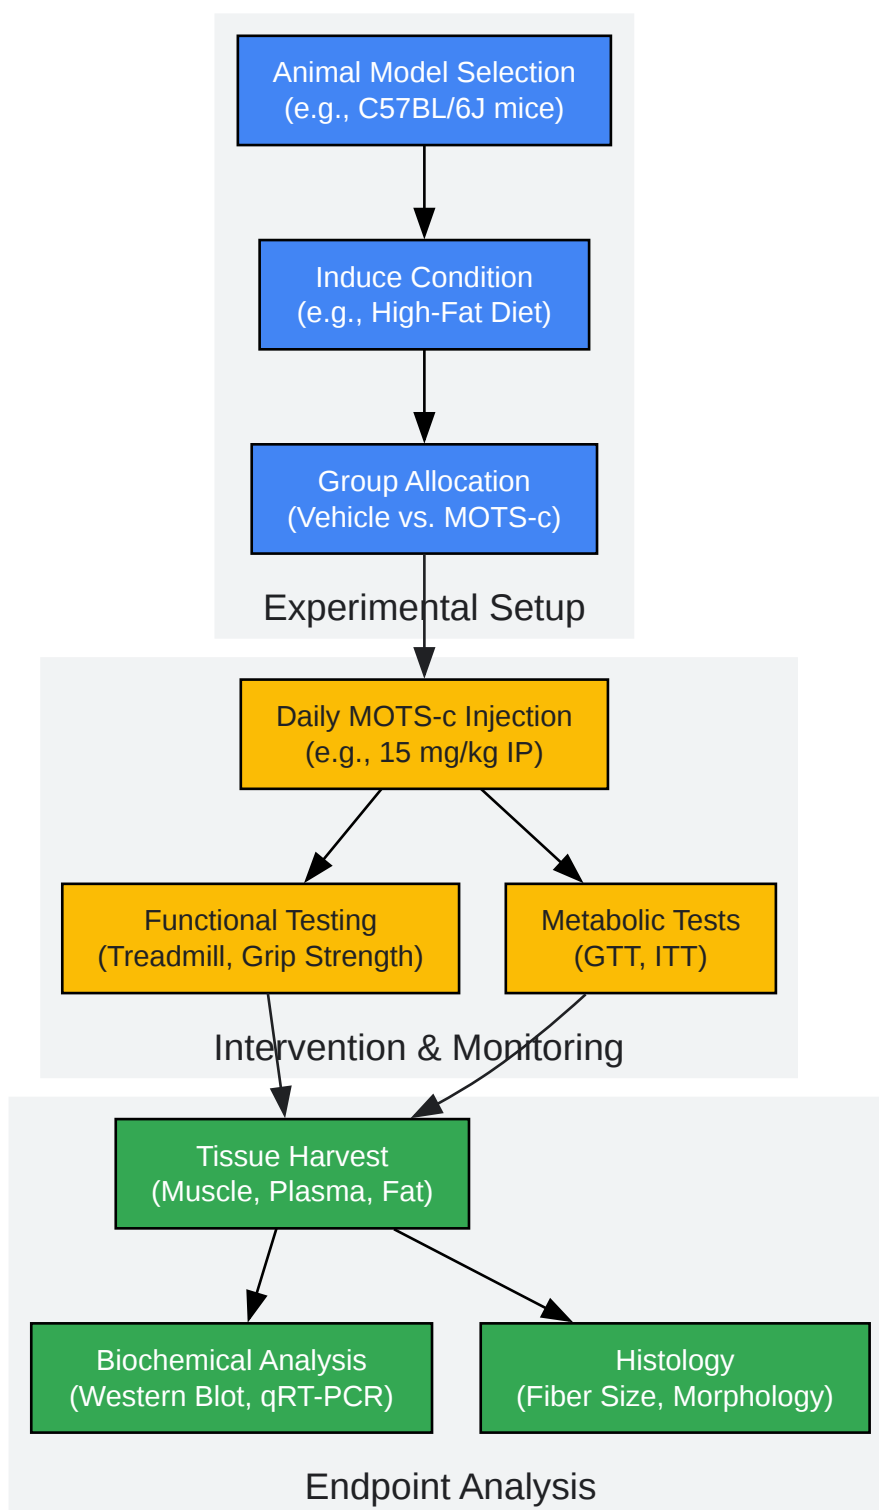 Animal Model Selection
(e.g., C57BL/6J mice)
Induce Condition
(e.g., High-Fat Diet)
Group Allocation
(Vehicle vs. MOTS-c)
Experimental Setup
Daily MOTS-c Injection
(e.g., 15 mg/kg IP)
Functional Testing
(Treadmill, Grip Strength)
Metabolic Tests
(GTT, ITT)
Intervention & Monitoring
Tissue Harvest
(Muscle, Plasma, Fat)
Biochemical Analysis
(Western Blot, qRT-PCR)
Histology
(Fiber Size, Morphology)
Endpoint Analysis